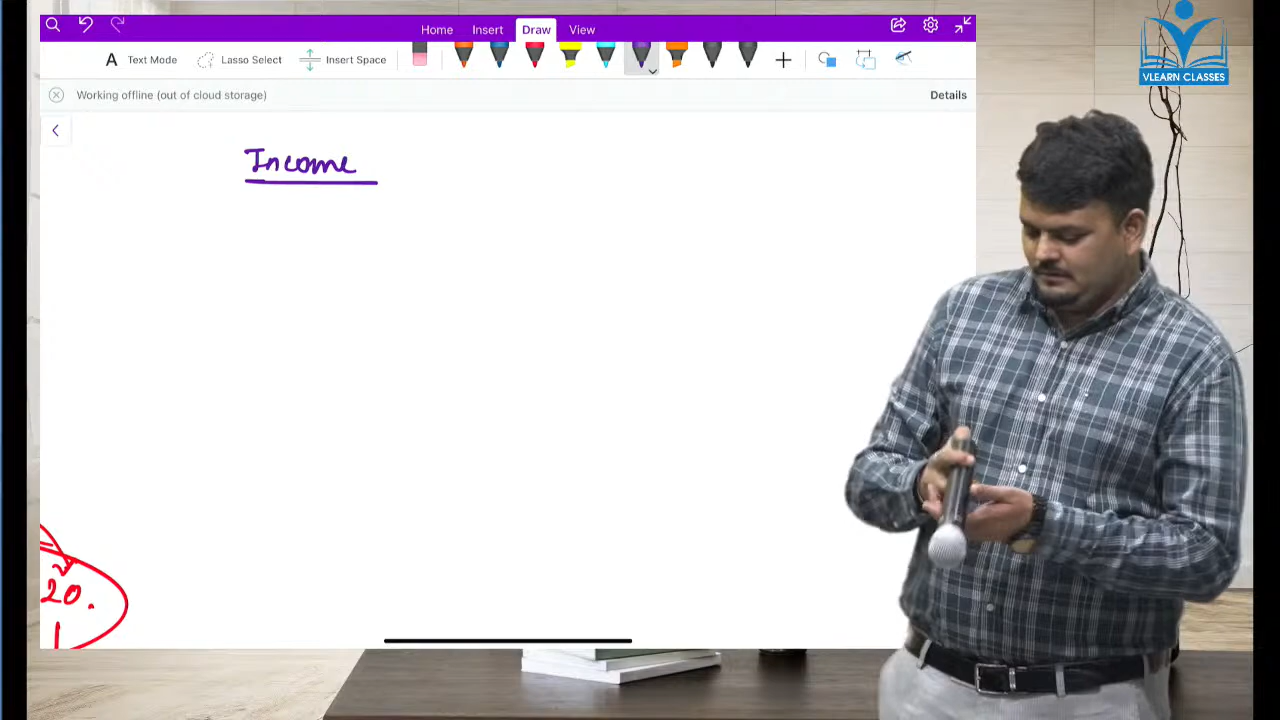 Home Insert Draw View
VLEARN CLASSES
A Text Mode Lasso Select Insert Space
Working offline (out of cloud storage) Details
Income
20.
1